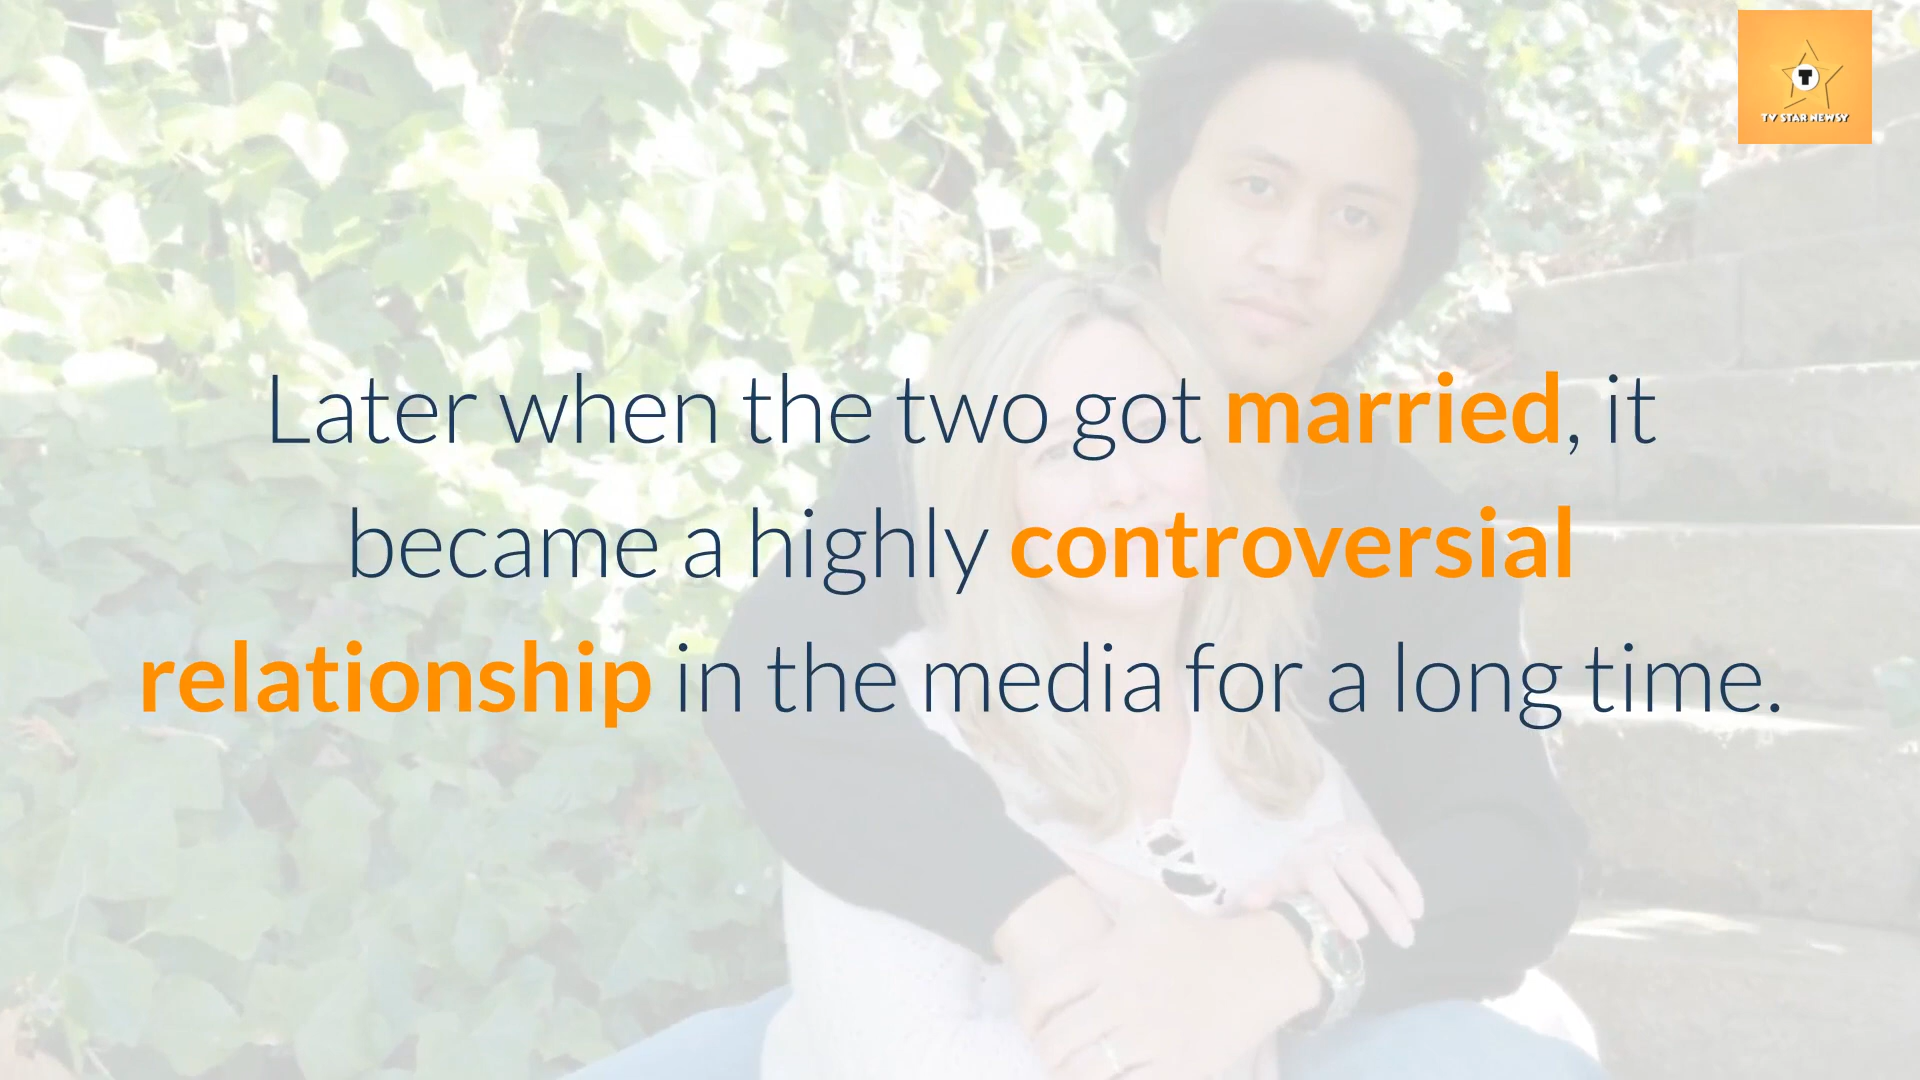 T
TV STAR NEWSY
Later when the two got married, it
became a highly controversial
relationship in the media for a long time.